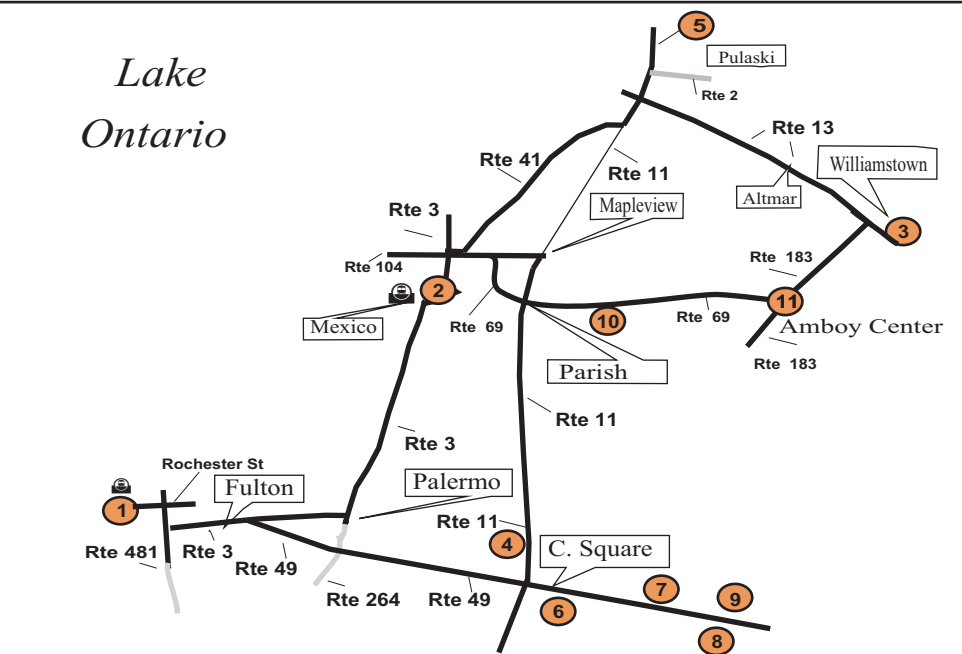 5
Lake
Pulaski
Rte 2
Ontario
Rte 13
Rte 41
Williamstown
Rte 11
Altmar
Mapleview
Rte 3
3
Rte 183
Rte 104
2
11
10
Rte 69
Rte 69
Mexico
Amboy Center
Rte 183
Parish
Rte 11
Rte 3
Rochester St
Palermo
Fulton
1
Rte 11
4
C. Square
Rte 481
Rte 3
Rte 49
Rte 264
Rte 49
7
9
6
8